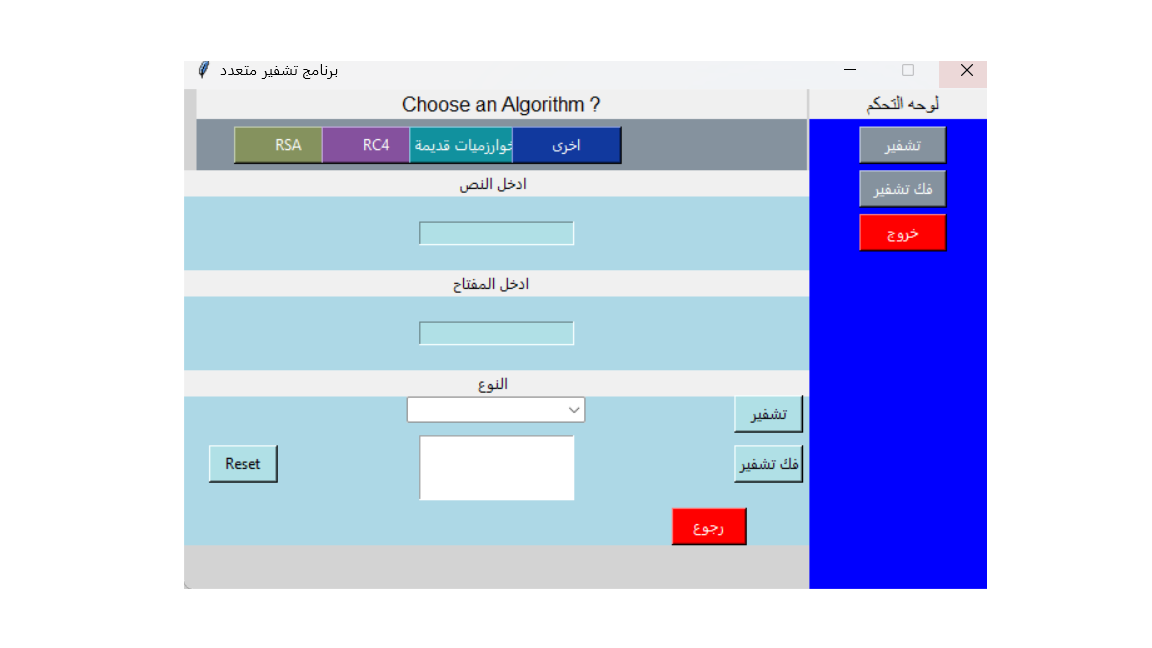 برنامج تشفير متعدد
Choose an Algorithm ?
لوحه التحكم
RSA
RC4
خوارزميات قديمة
اخرى
تشفير
فك تشفير
خروج
ادخل النص
ادخل المفتاح
النوع
تشفير
Reset
فك تشفير
رجوع